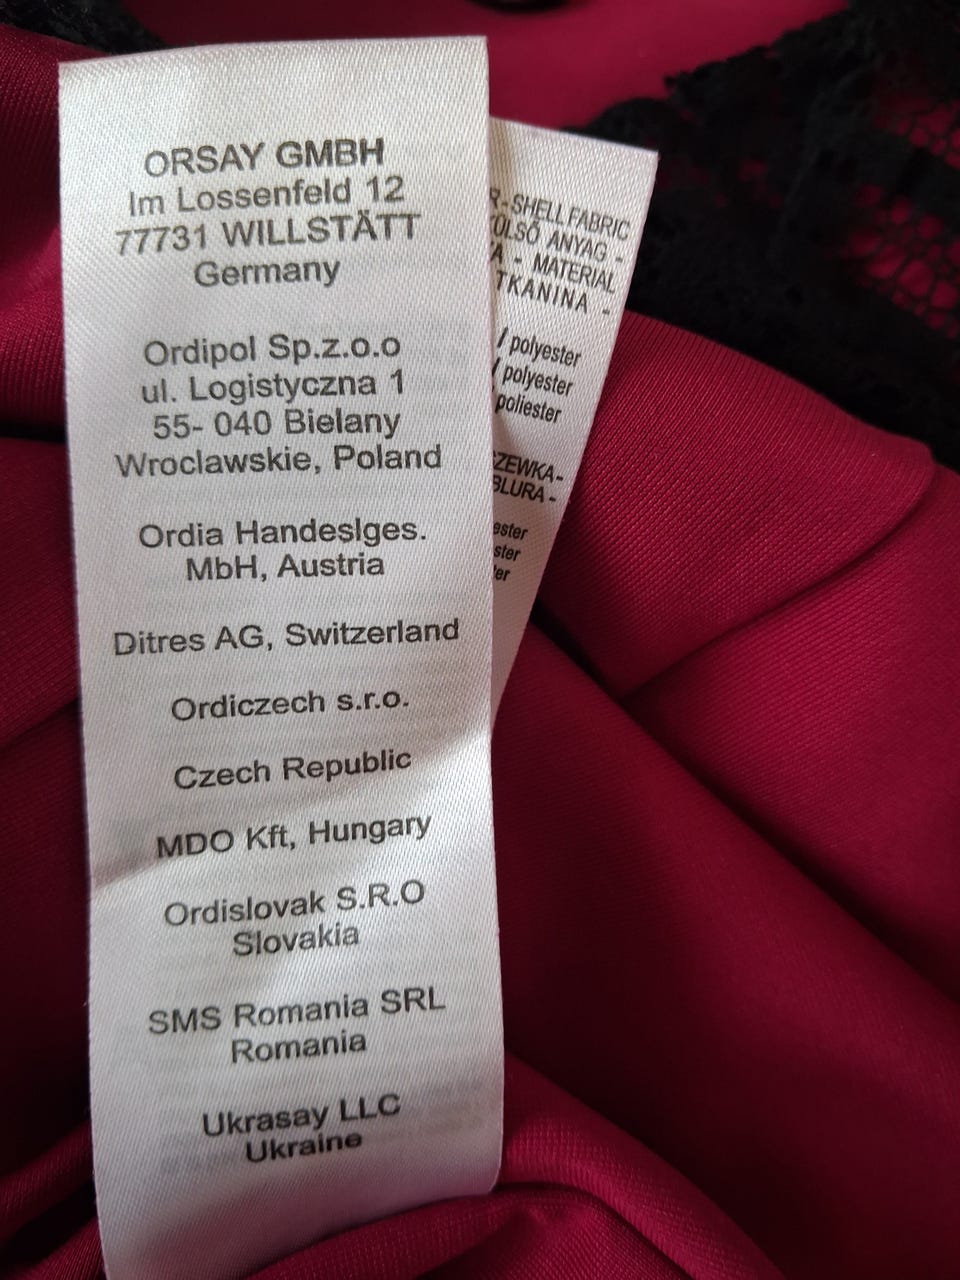 ORSAY GMBH
Im Lossenfeld 12
77731 WILLSTÄTT
Germany
Ordipol Sp.z.o.o
ul. Logistyczna 1
55- 040 Bielany
Wroclawskie, Poland
Ordia Handeslges.
MbH, Austria
Ditres AG, Switzerland
Ordiczech s.r.o.
Czech Republic
MDO Kft, Hungary
Ordislovak S.R.O
Slovakia
SMS Romania SRL
Romania
Ukrasay LLC
Ukraine
SHELL FABRIC
ANYAG -
- MATERIAL
TKANINA -
/ polyester
/ polyester
poliester